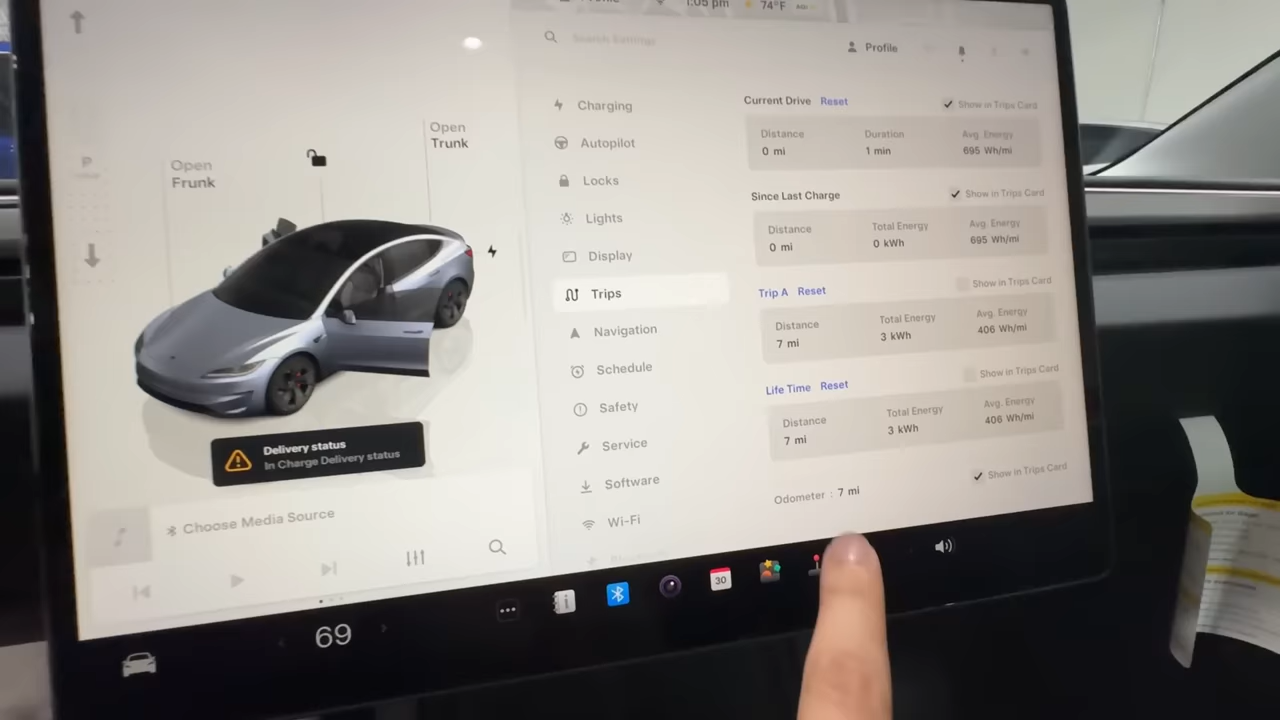 1:05 pm
74°F
Search Settings
Profile
P
Open
Frunk
Open
Trunk
Delivery status
In Charge Delivery status
Choose Media Source
69
Charging
Autopilot
Locks
Lights
Display
Trips
Navigation
Schedule
Safety
Service
Software
Wi-Fi
Current Drive Reset
Show in Trips Card
Distance Duration Avg. Energy
0 mi 1 min 695 Wh/mi
Since Last Charge
Show in Trips Card
Distance Total Energy Avg. Energy
0 mi 0 kWh 695 Wh/mi
Trip A Reset
Show in Trips Card
Distance Total Energy Avg. Energy
7 mi 3 kWh 406 Wh/mi
Life Time Reset
Show in Trips Card
Distance Total Energy Avg. Energy
7 mi 3 kWh 406 Wh/mi
Odometer : 7 mi
Show in Trips Card
30